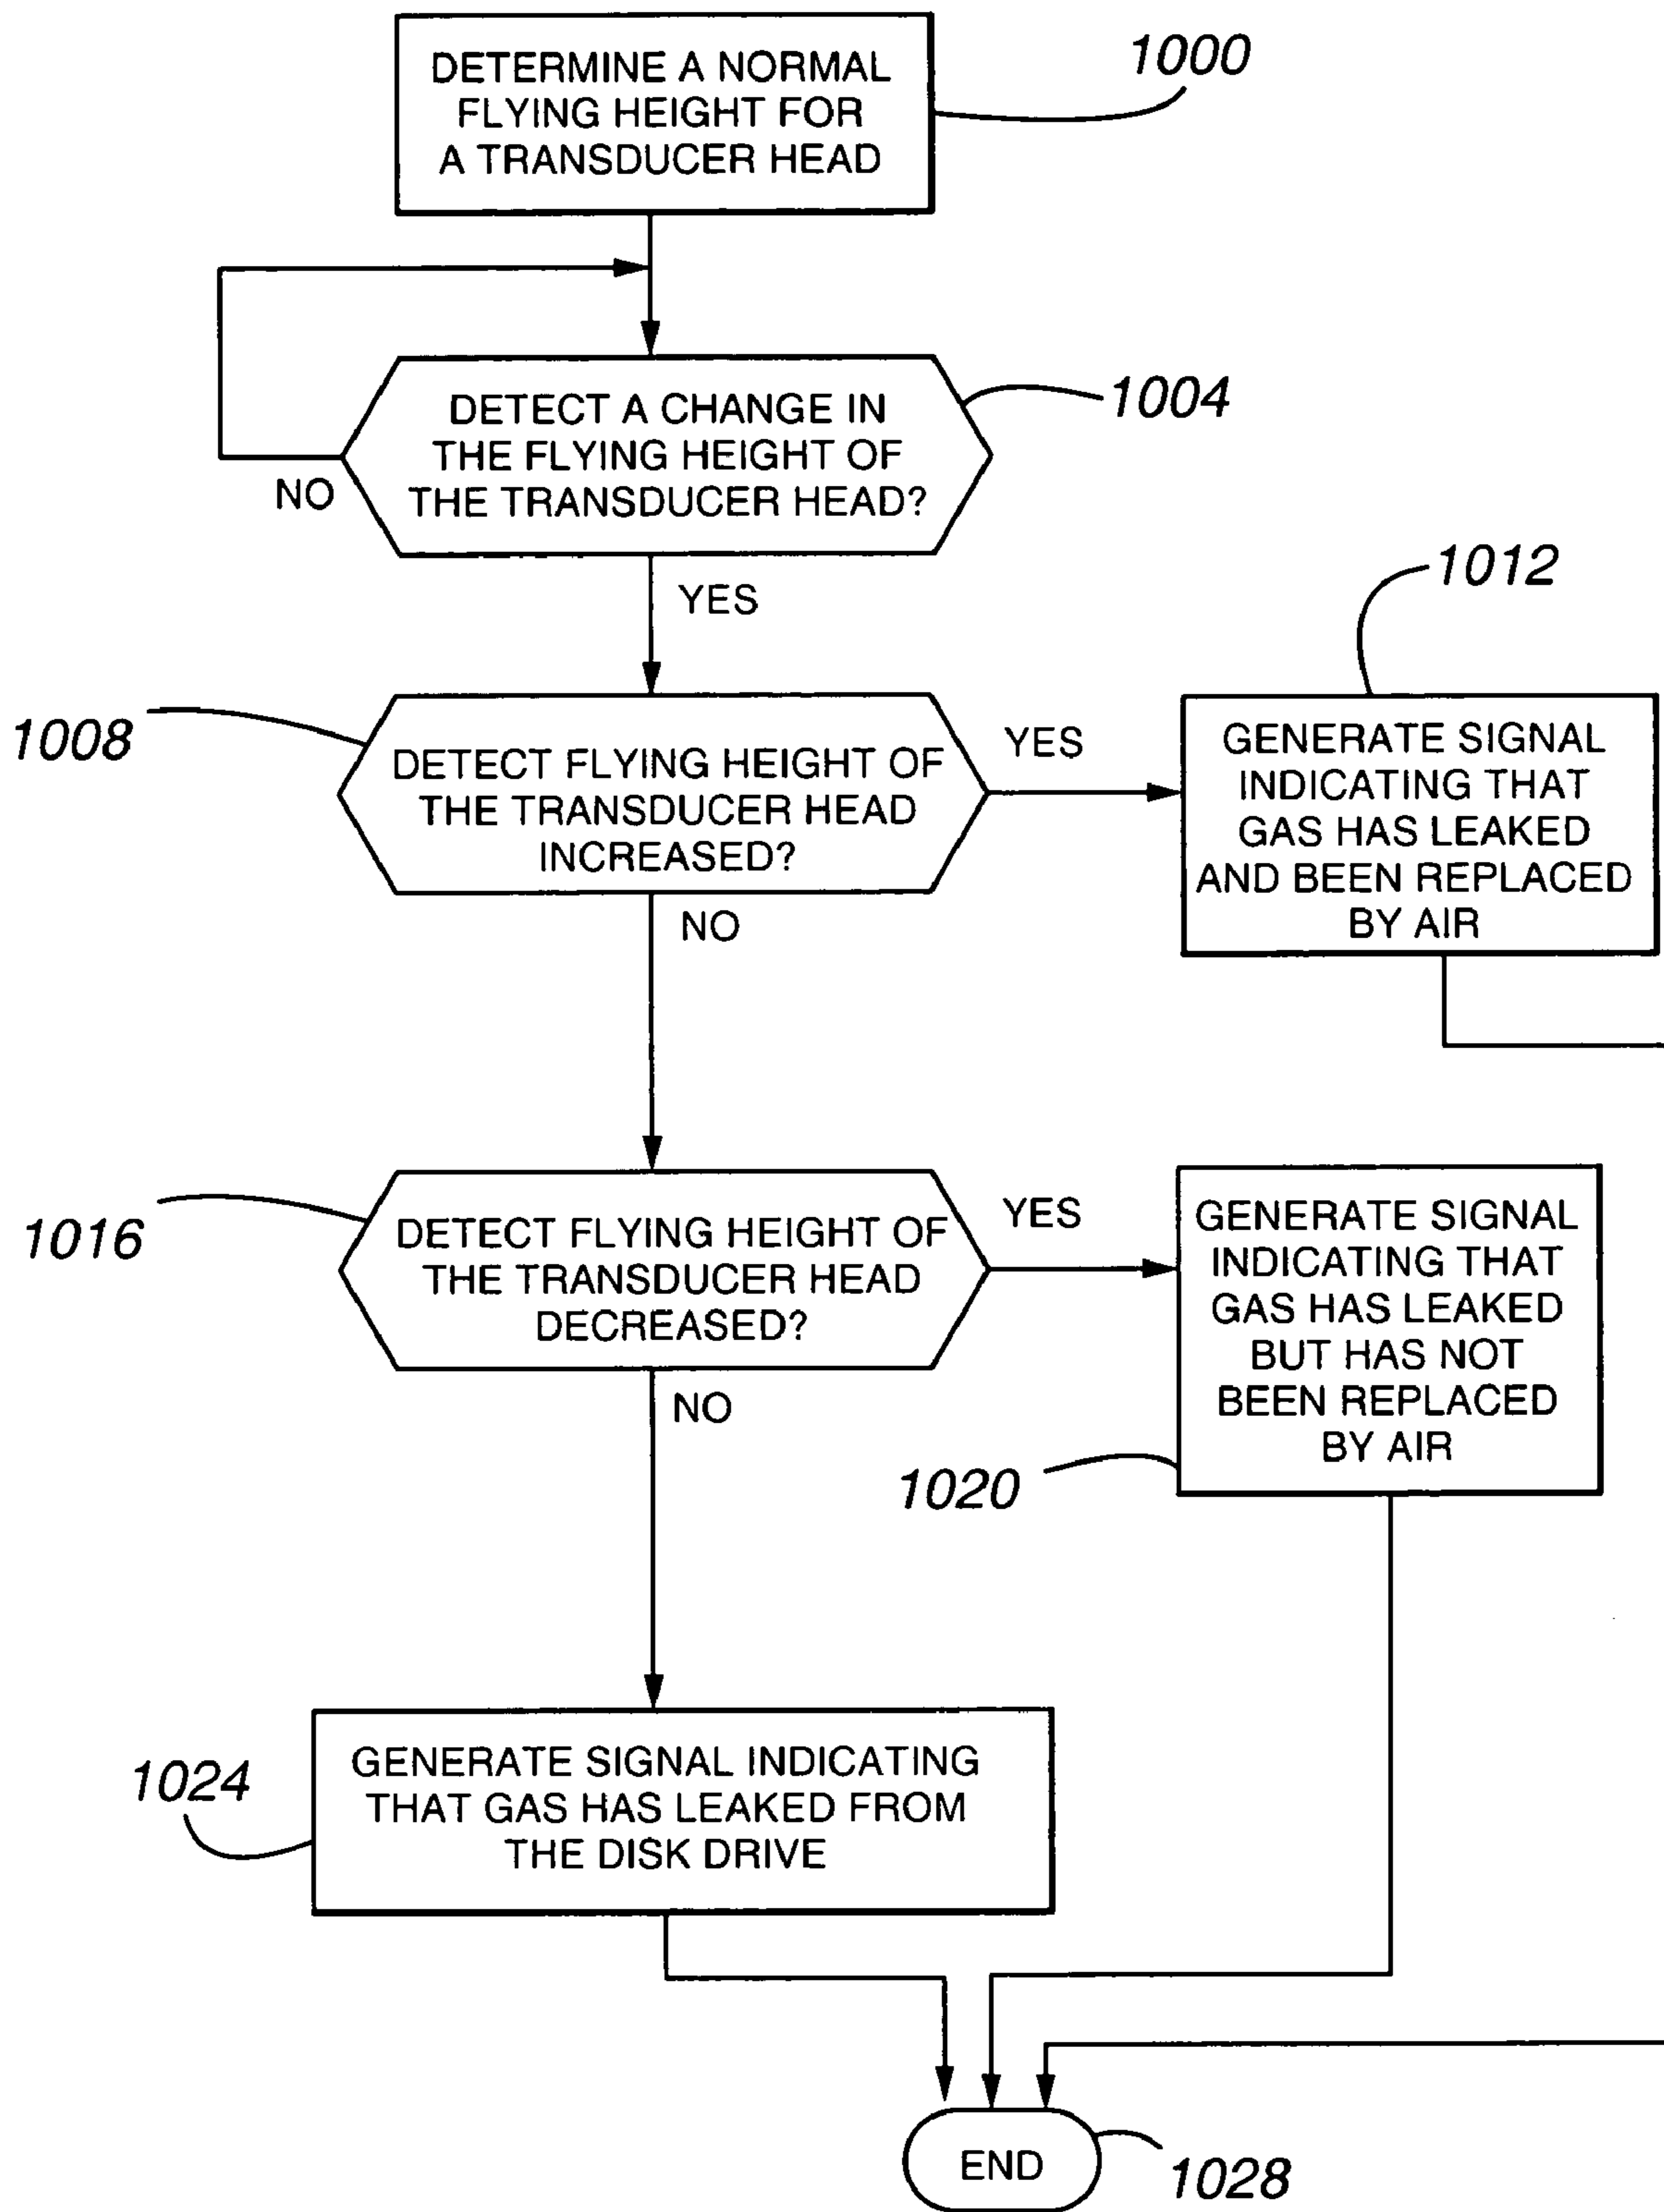 DETERMINE A NORMAL
FLYING HEIGHT FOR
A TRANSDUCER HEAD
1000
DETECT A CHANGE IN
THE FLYING HEIGHT OF
THE TRANSDUCER HEAD?
1004
NO
YES
1008
DETECT FLYING HEIGHT OF
THE TRANSDUCER HEAD
INCREASED?
YES
1012
GENERATE SIGNAL
INDICATING THAT
GAS HAS LEAKED
AND BEEN REPLACED
BY AIR
NO
1016
DETECT FLYING HEIGHT OF
THE TRANSDUCER HEAD
DECREASED?
YES
GENERATE SIGNAL
INDICATING THAT
GAS HAS LEAKED
BUT HAS NOT
BEEN REPLACED
BY AIR
1020
NO
1024
GENERATE SIGNAL INDICATING
THAT GAS HAS LEAKED FROM
THE DISK DRIVE
END
1028